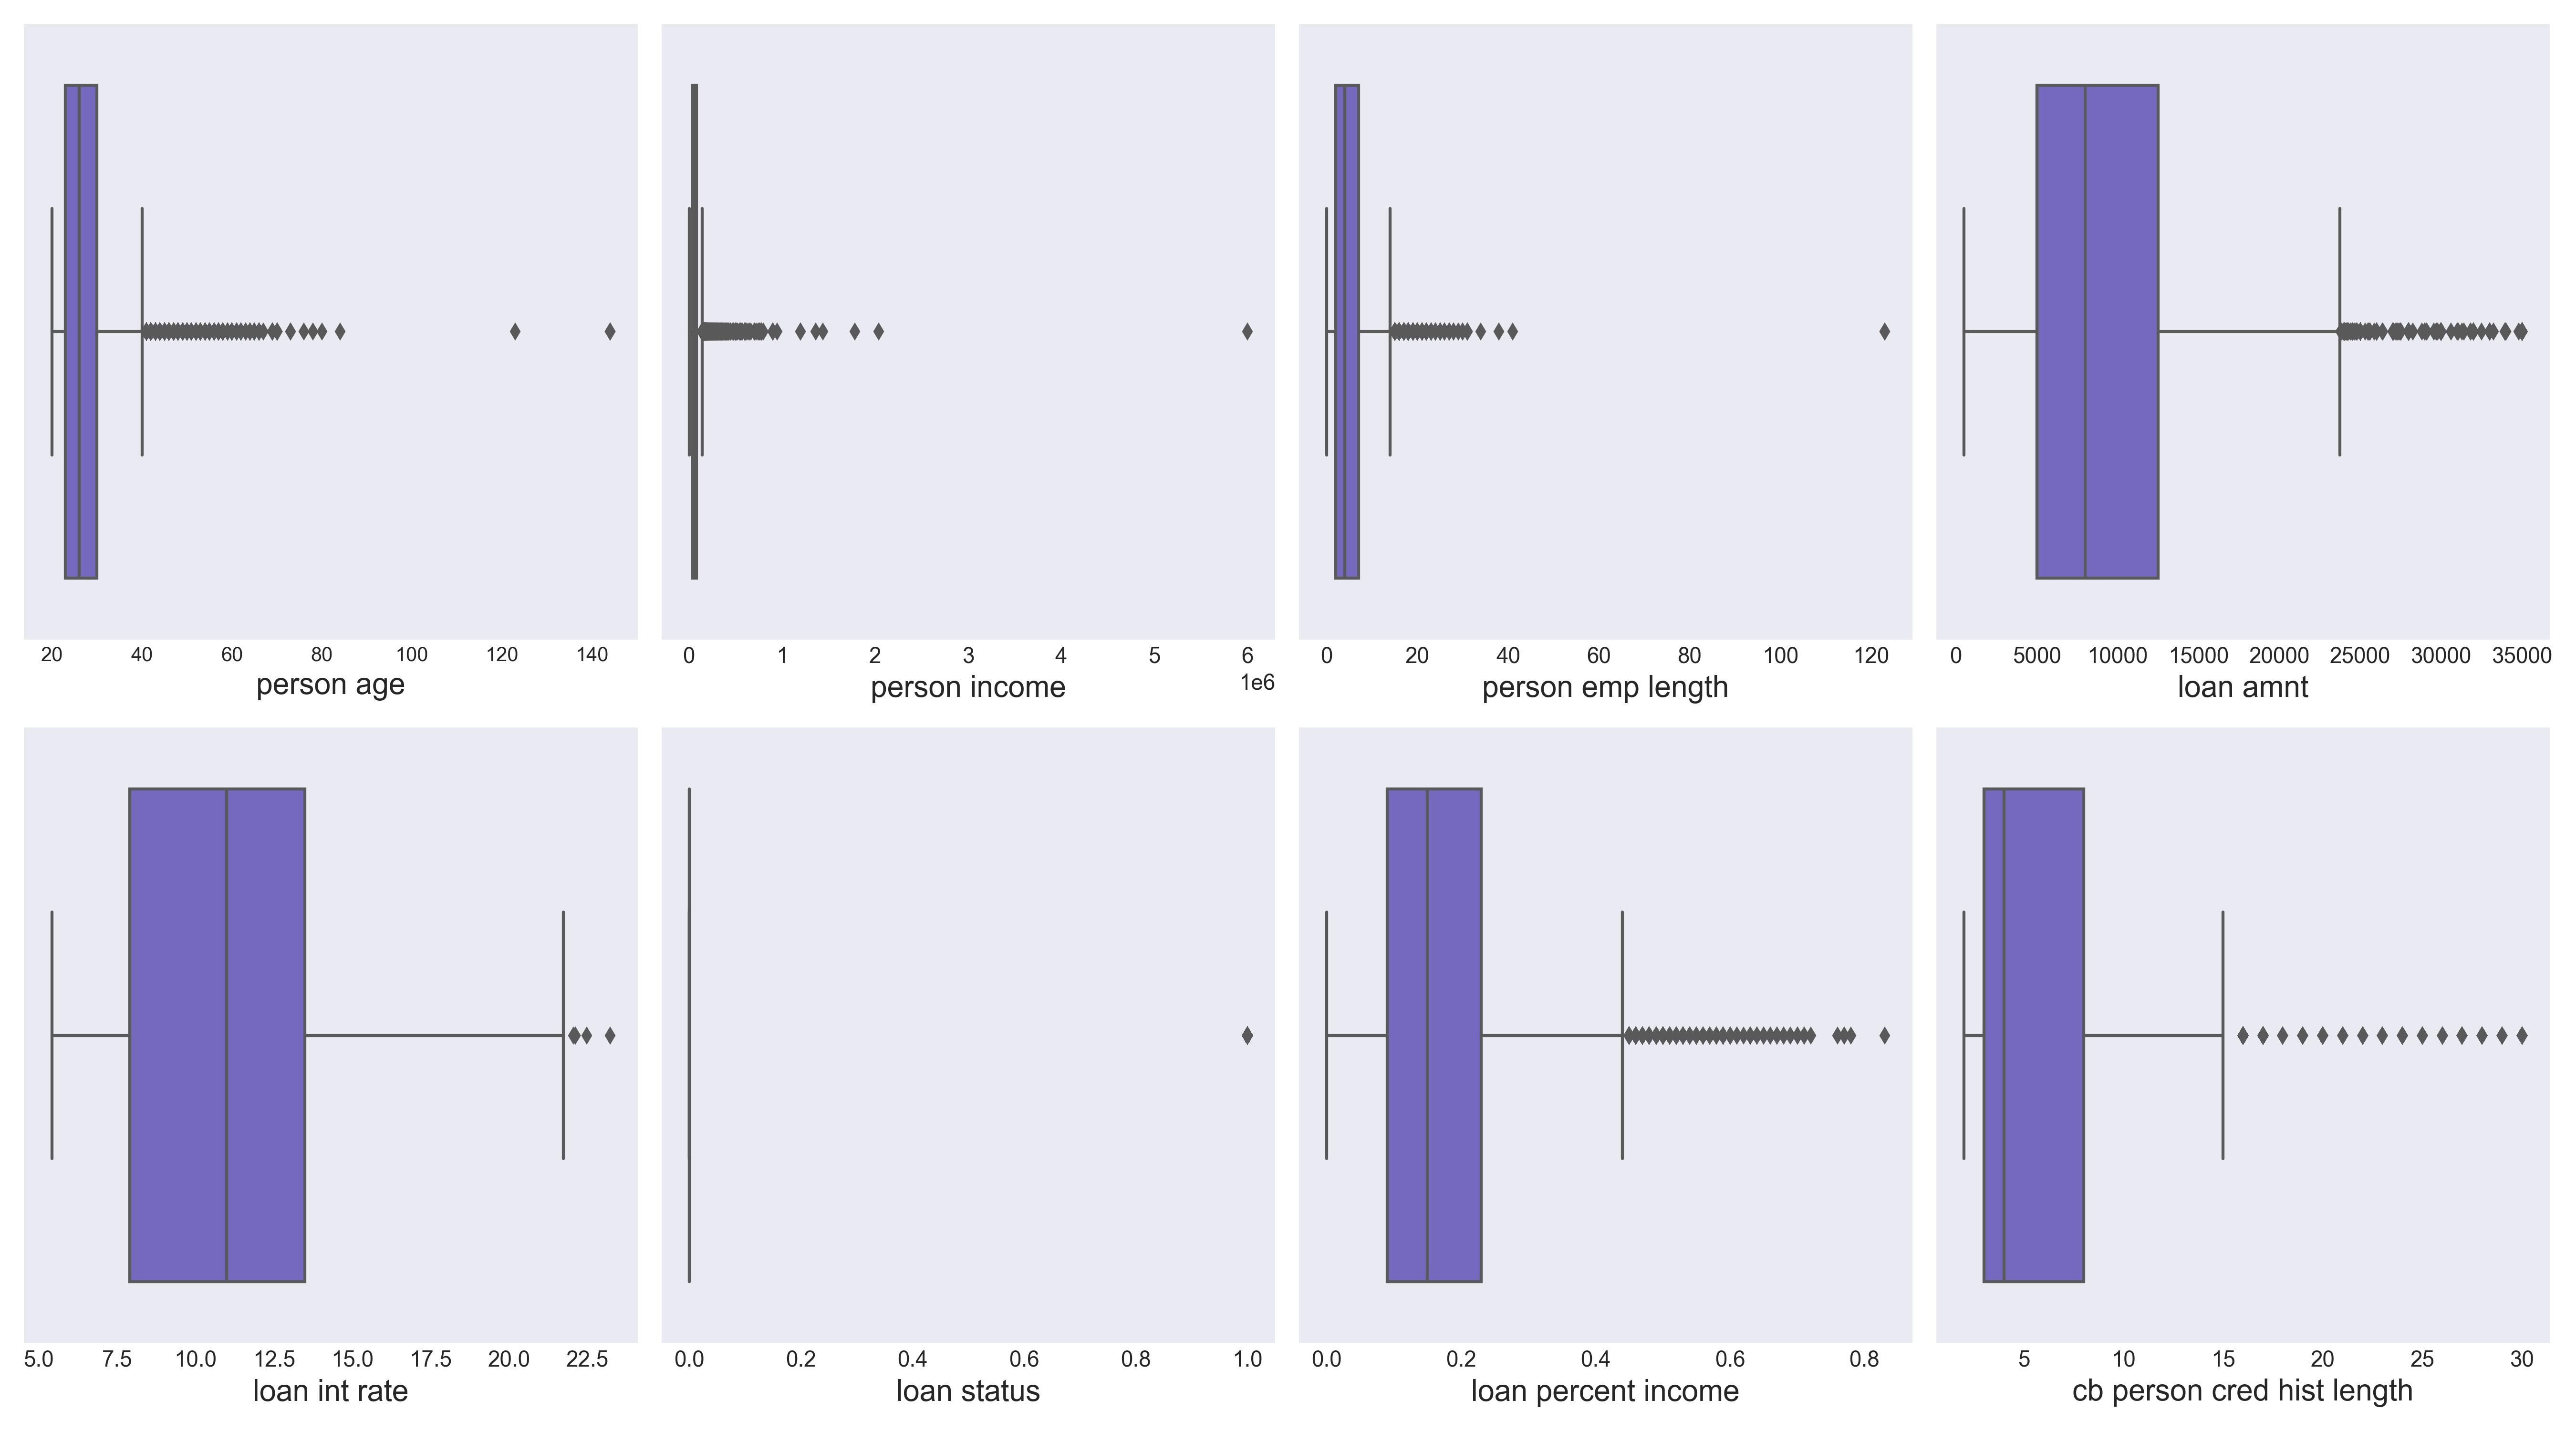 20 40 60 80 100 120 140
person age
0 1 2 3 4 5 6
1e6
person income
0 20 40 60 80 100 120
person emp length
0 5000 10000 15000 20000 25000 30000 35000
loan amnt
5.0 7.5 10.0 12.5 15.0 17.5 20.0 22.5
loan int rate
0.0 0.2 0.4 0.6 0.8 1.0
loan status
0.0 0.2 0.4 0.6 0.8
loan percent income
5 10 15 20 25 30
cb person cred hist length